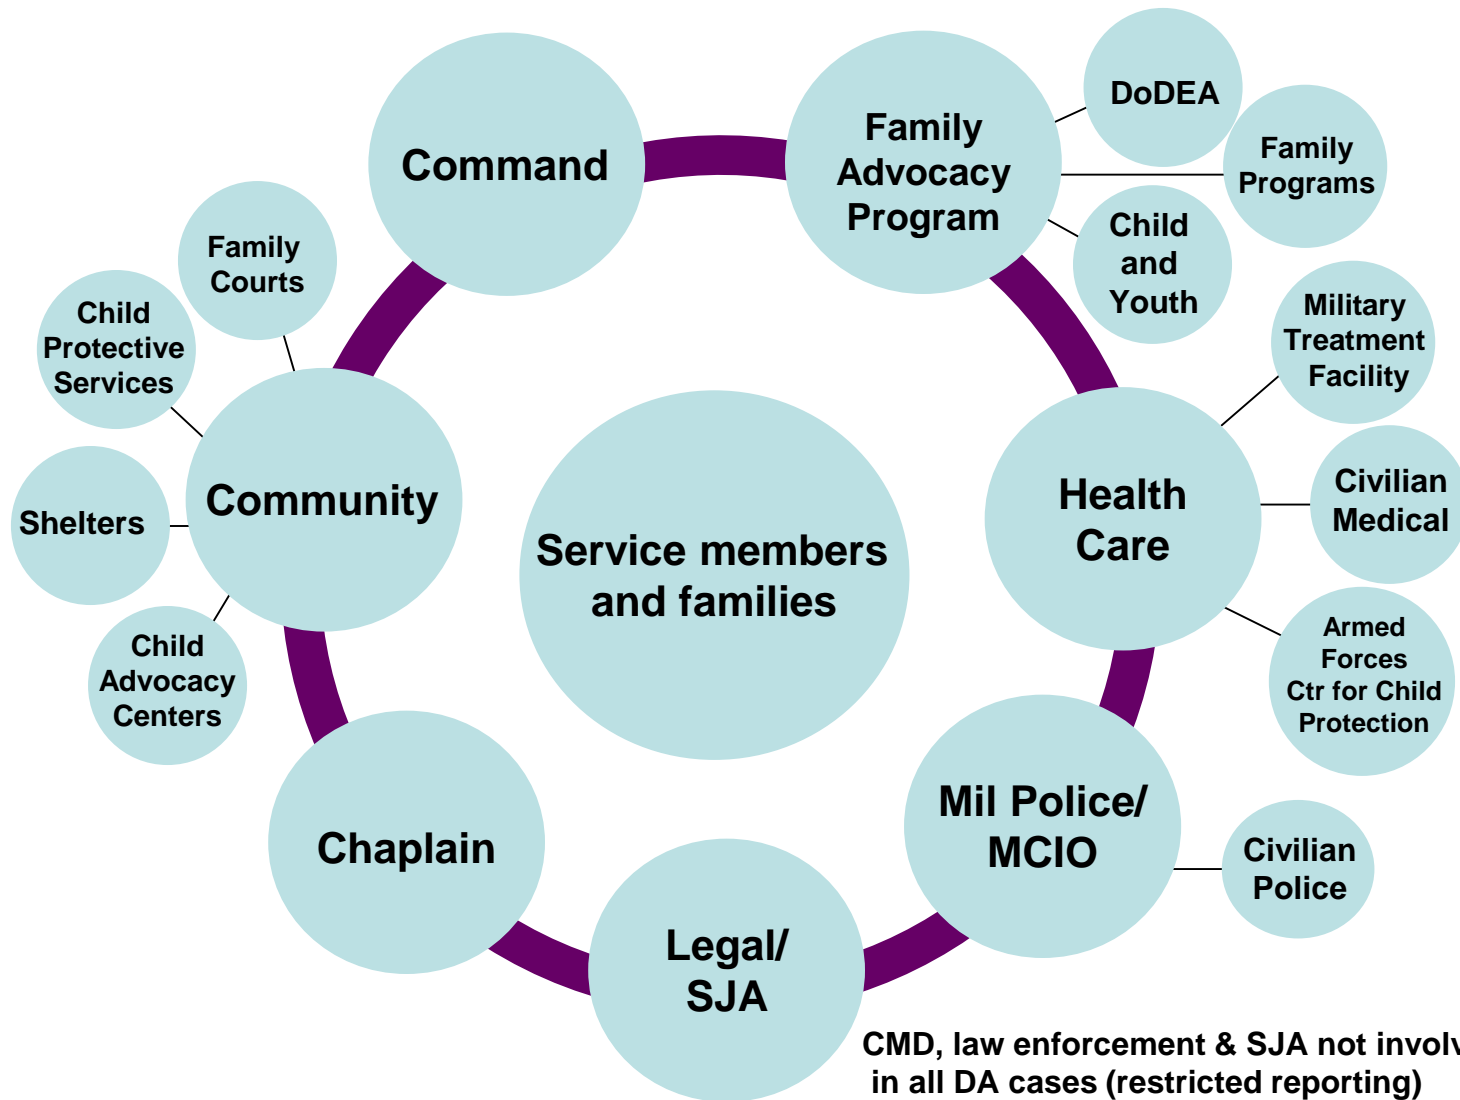 Command
Family
Advocacy
Program
DoDEA
Family
Programs
Child
and
Youth
Family
Courts
Child
Protective
Services
Community
Shelters
Child
Advocacy
Centers
Service members
and families
Health
Care
Military
Treatment
Facility
Civilian
Medical
Armed
Forces
Ctr for Child
Protection
Mil Police/
MCIO
Civilian
Police
Chaplain
Legal/
SJA
CMD, law enforcement & SJA not involv
in all DA cases (restricted reporting)